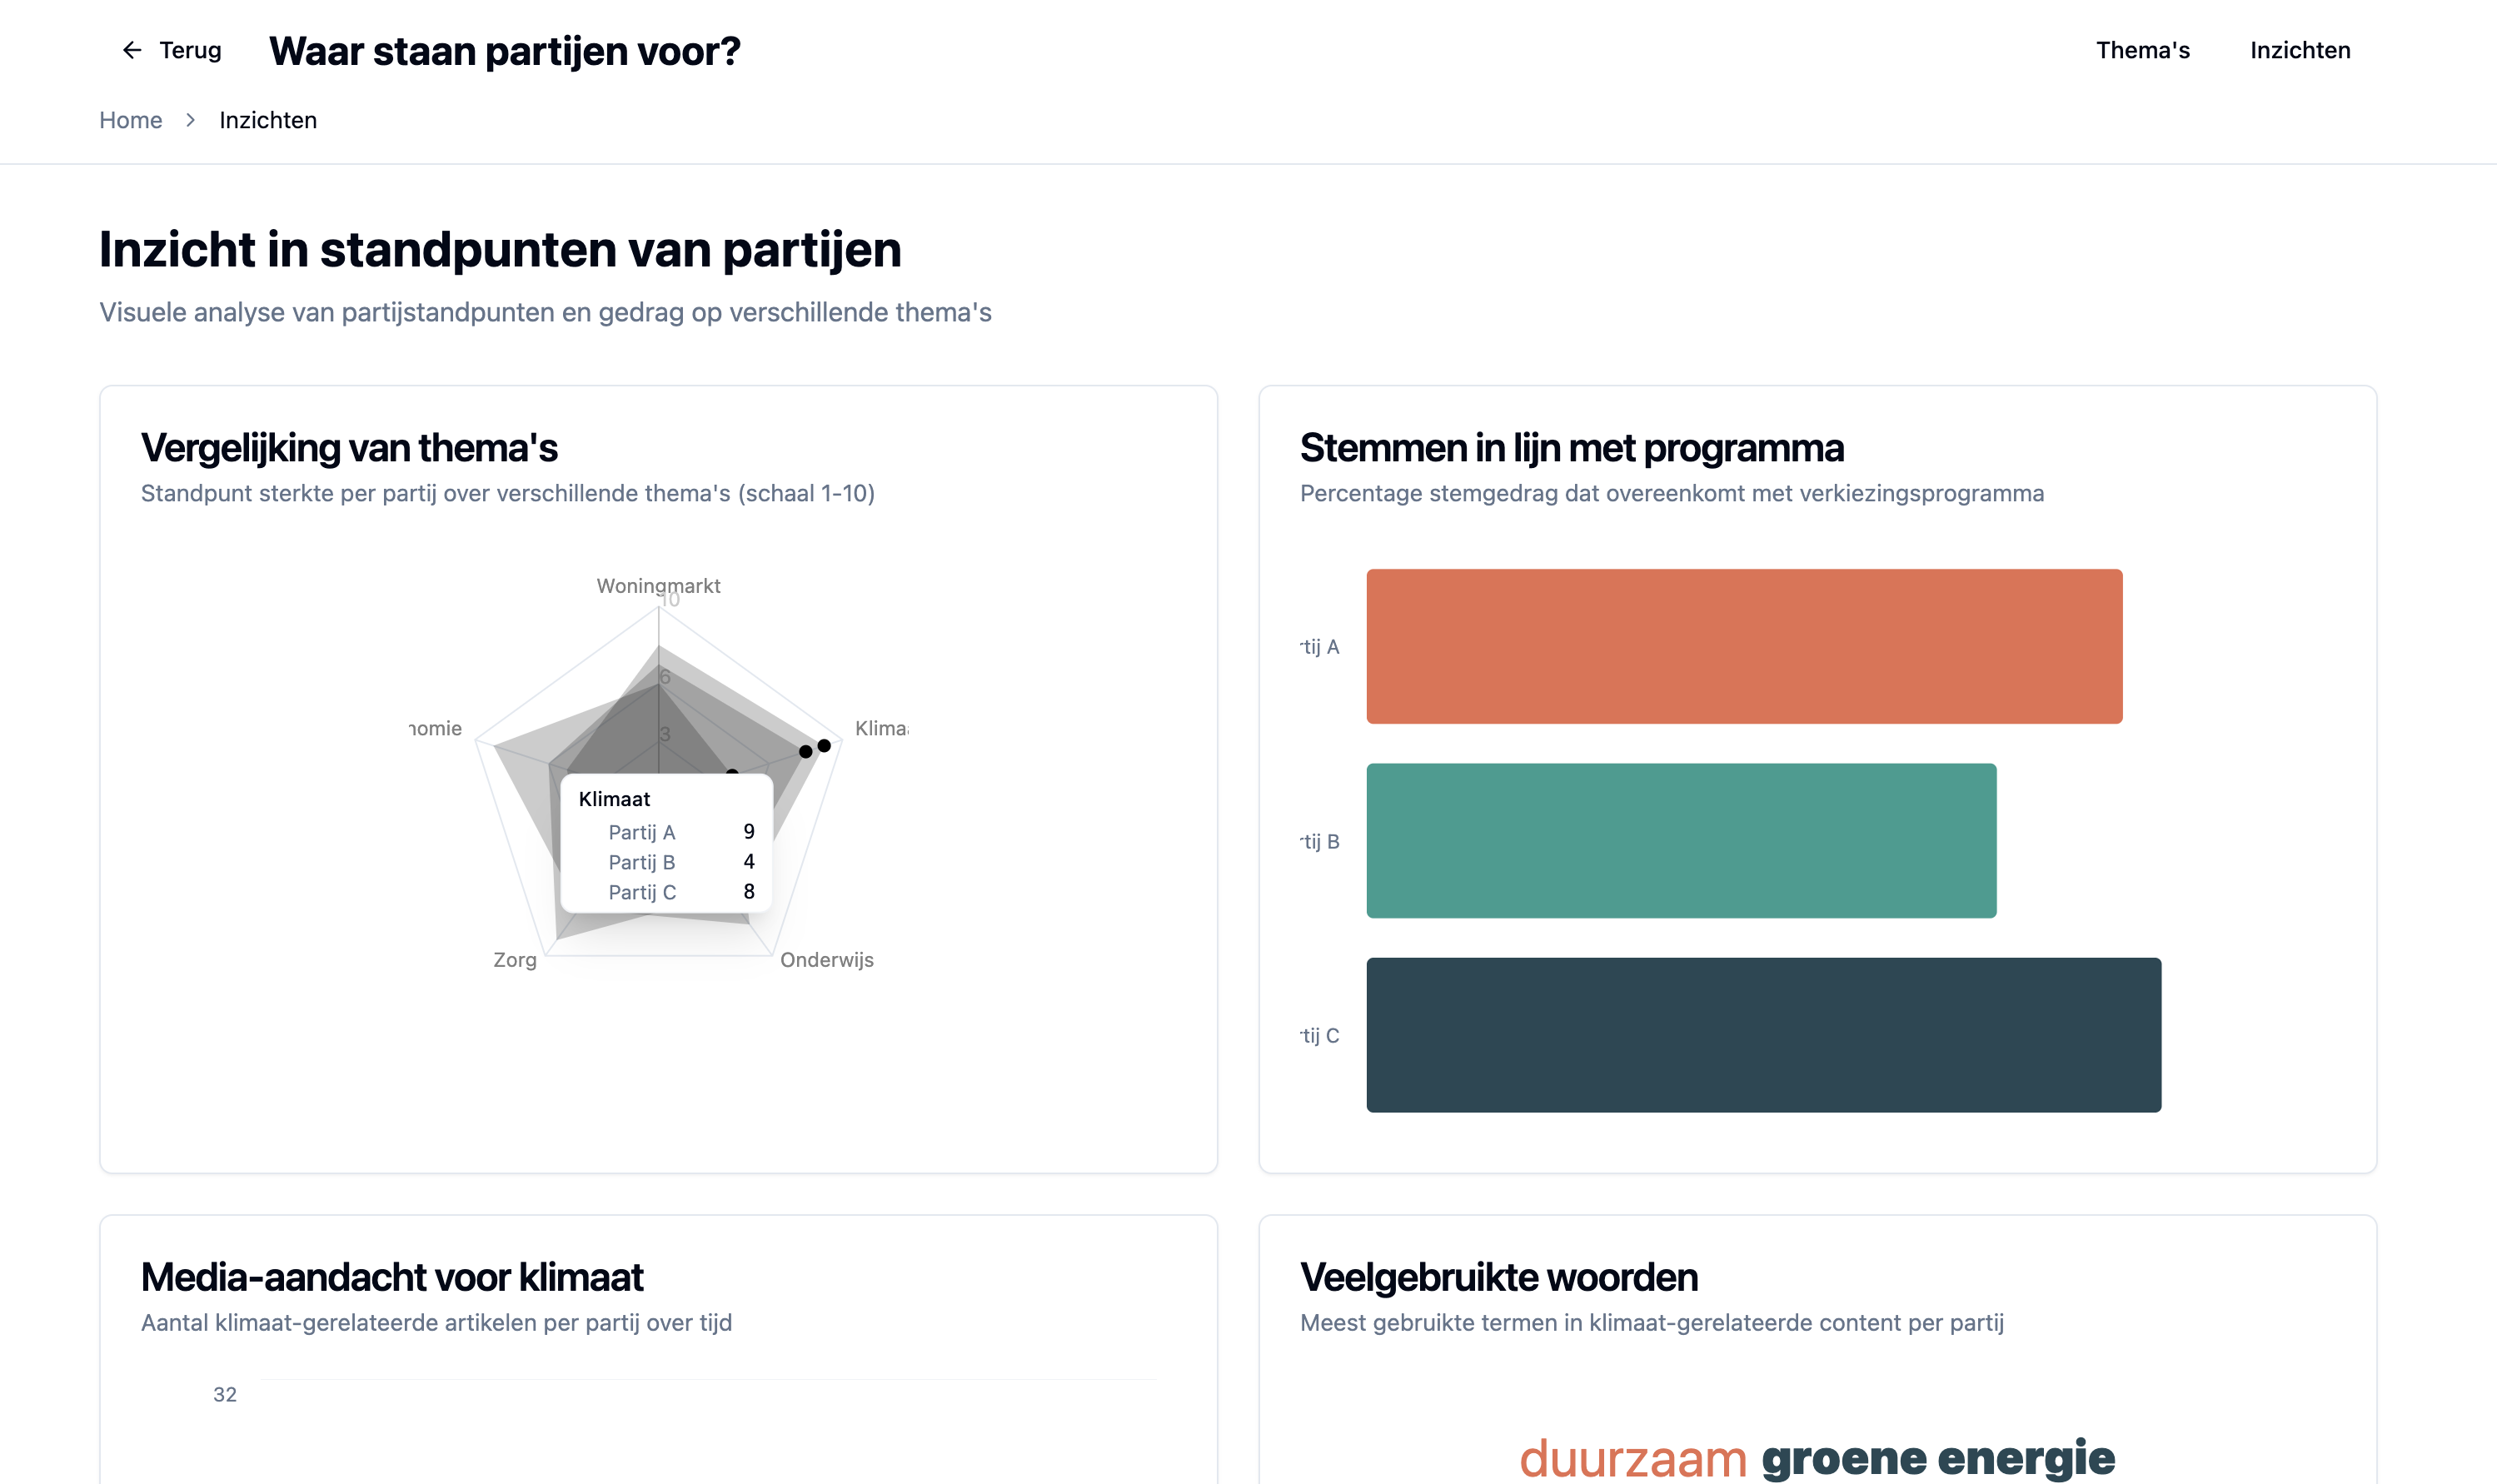 Terug
Waar staan partijen voor?
Thema's
Inzichten
Home
Inzichten
Inzicht in standpunten van partijen
Visuele analyse van partijstandpunten en gedrag op verschillende thema's
Vergelijking van thema's
Standpunt sterkte per partij over verschillende thema's (schaal 1-10)
Woningmarkt
10
6
3
nomie
Klimaa
Klimaat
Partij A 9
Partij B 4
Partij C 8
Zorg
Onderwijs
Stemmen in lijn met programma
Percentage stemgedrag dat overeenkomt met verkiezingsprogramma
tij A
tij B
tij C
Media-aandacht voor klimaat
Aantal klimaat-gerelateerde artikelen per partij over tijd
32
Veelgebruikte woorden
Meest gebruikte termen in klimaat-gerelateerde content per partij
duurzaam groene energie